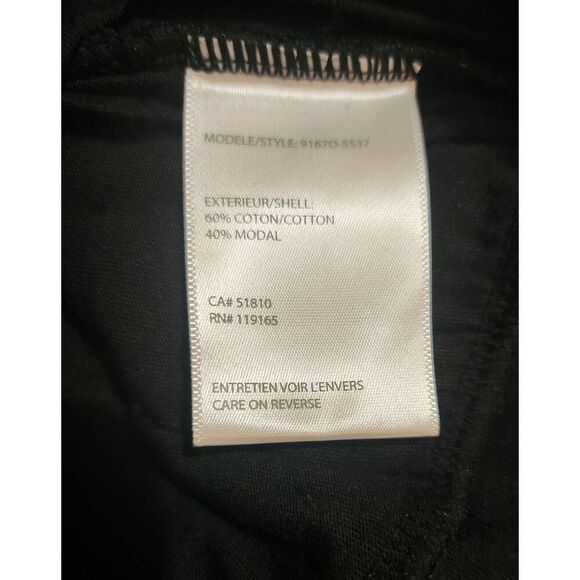 MODELE/STYLE: 9167O-5537
EXTERIEUR/SHELL:
60% COTON/COTTON
40% MODAL
CA# 51810
RN# 119165
ENTRETIEN VOIR L'ENVERS
CARE ON REVERSE